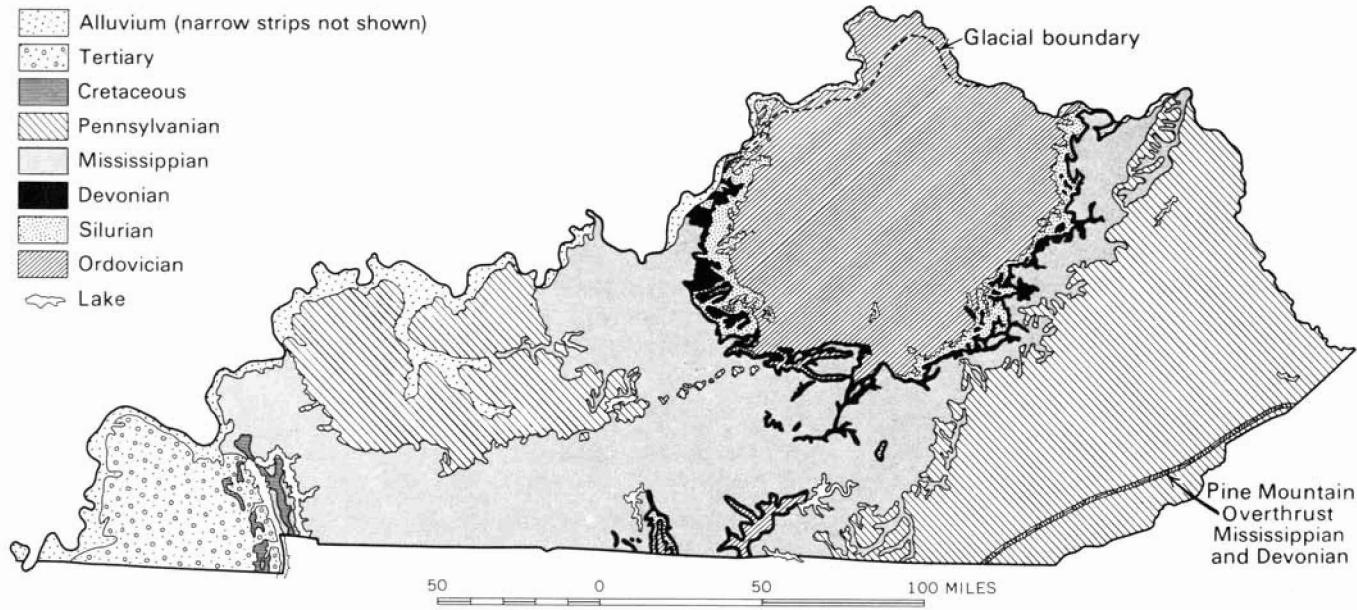 Alluvium (narrow strips not shown)
Tertiary
Cretaceous
Pennsylvanian
Mississippian
Devonian
Silurian
Ordovician
Lake
Glacial boundary
Pine Mountain
Overthrust
Mississippian
and Devonian
50 0 50 100 MILES